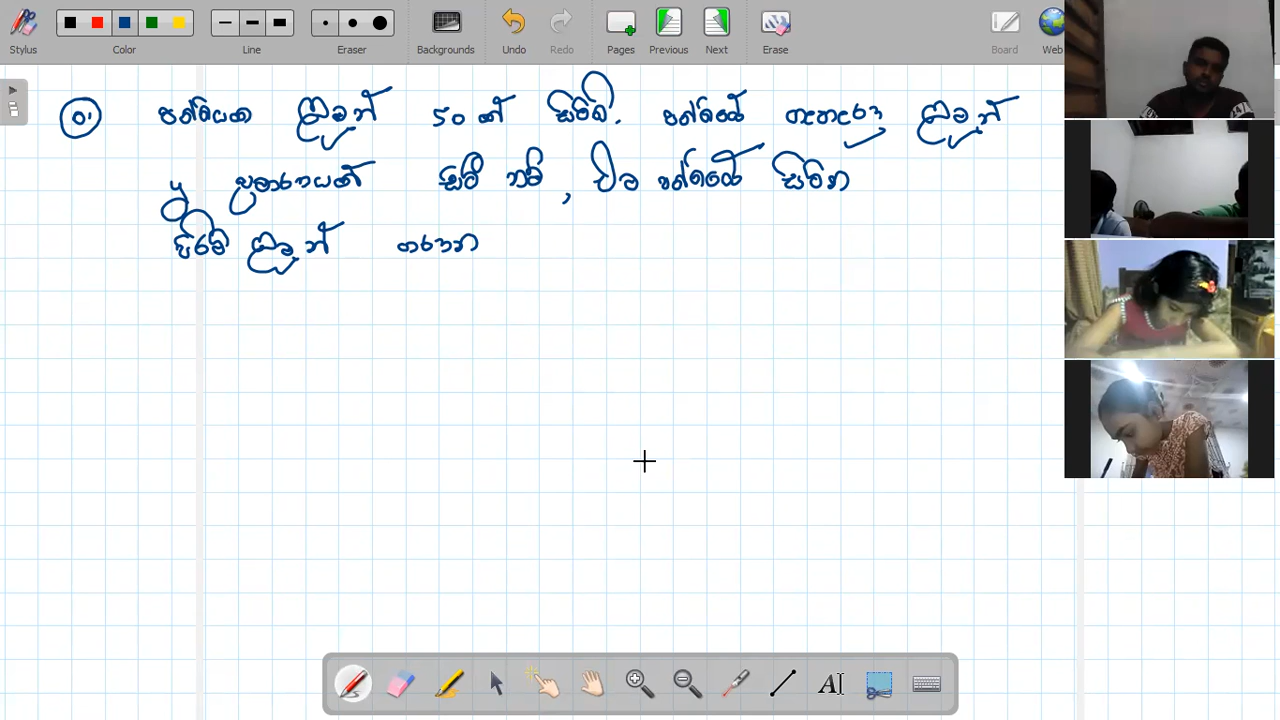 Stylus Color Line Eraser Backgrounds Undo Redo Pages Previous Next Erase Board Web
01 පන්තියක ළමුන් 50 ක් සිටියි. පන්තියේ ගැහැණු ළමුන්
y ප්‍රමාණයක් සිටී නම්, එම පන්තියේ සිටින
පිරිමි ළමුන් ගණන